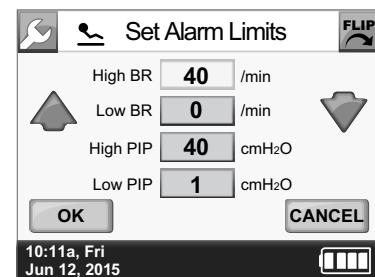 Set Alarm Limits
FLIP
High BR 40 /min
Low BR 0 /min
High PIP 40 cmH2O
Low PIP 1 cmH2O
OK CANCEL
10:11a, Fri
Jun 12, 2015